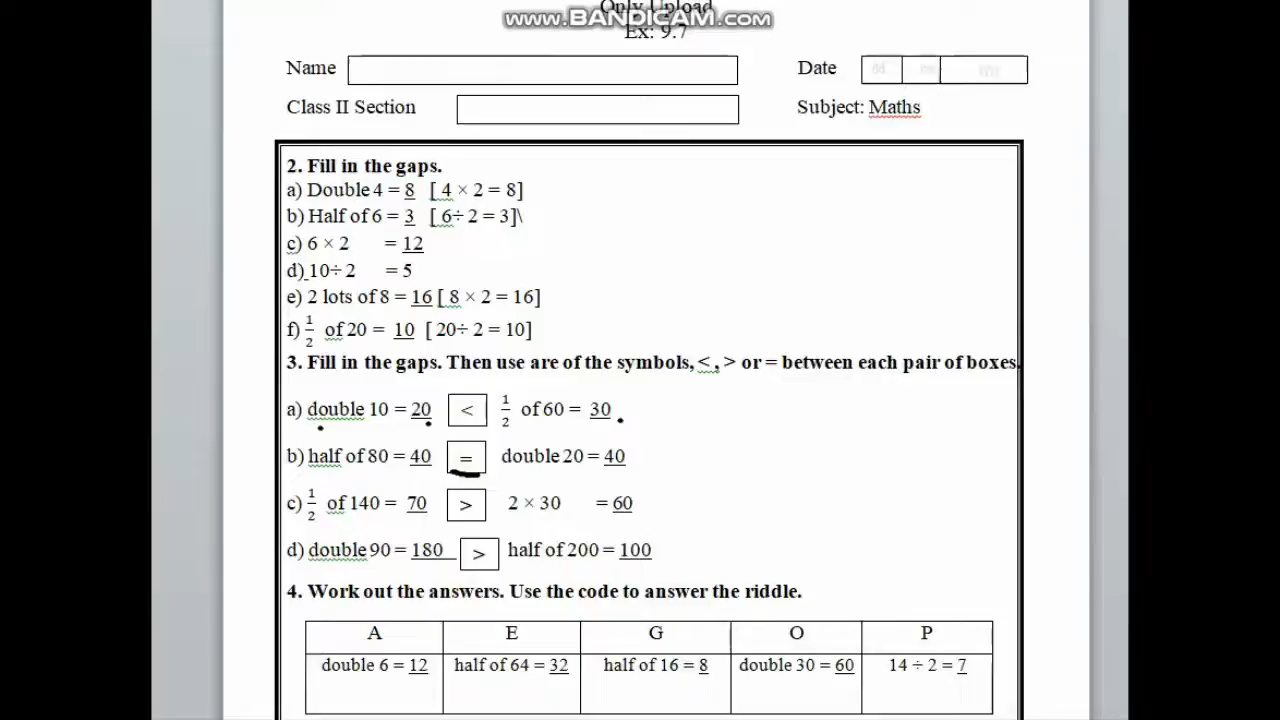 Only Upload
www.BANDICAM.com
Ex: 9.7
Name Date dd
Class II Section Subject: Maths
2. Fill in the gaps.
a) Double 4 = 8 [ 4 × 2 = 8]
b) Half of 6 = 3 [ 6÷ 2 = 3]\
c) 6 × 2 = 12
d) 10÷ 2 = 5
e) 2 lots of 8 = 16 [ 8 × 2 = 16]
f) 1/2 of 20 = 10 [ 20÷ 2 = 10]
3. Fill in the gaps. Then use are of the symbols, < , > or = between each pair of boxes.
a) double 10 = 20 < 1/2 of 60 = 30
b) half of 80 = 40 = double 20 = 40
c) 1/2 of 140 = 70 > 2 × 30 = 60
d) double 90 = 180 > half of 200 = 100
4. Work out the answers. Use the code to answer the riddle.
A E G O P
double 6 = 12 half of 64 = 32 half of 16 = 8 double 30 = 60 14 ÷ 2 = 7